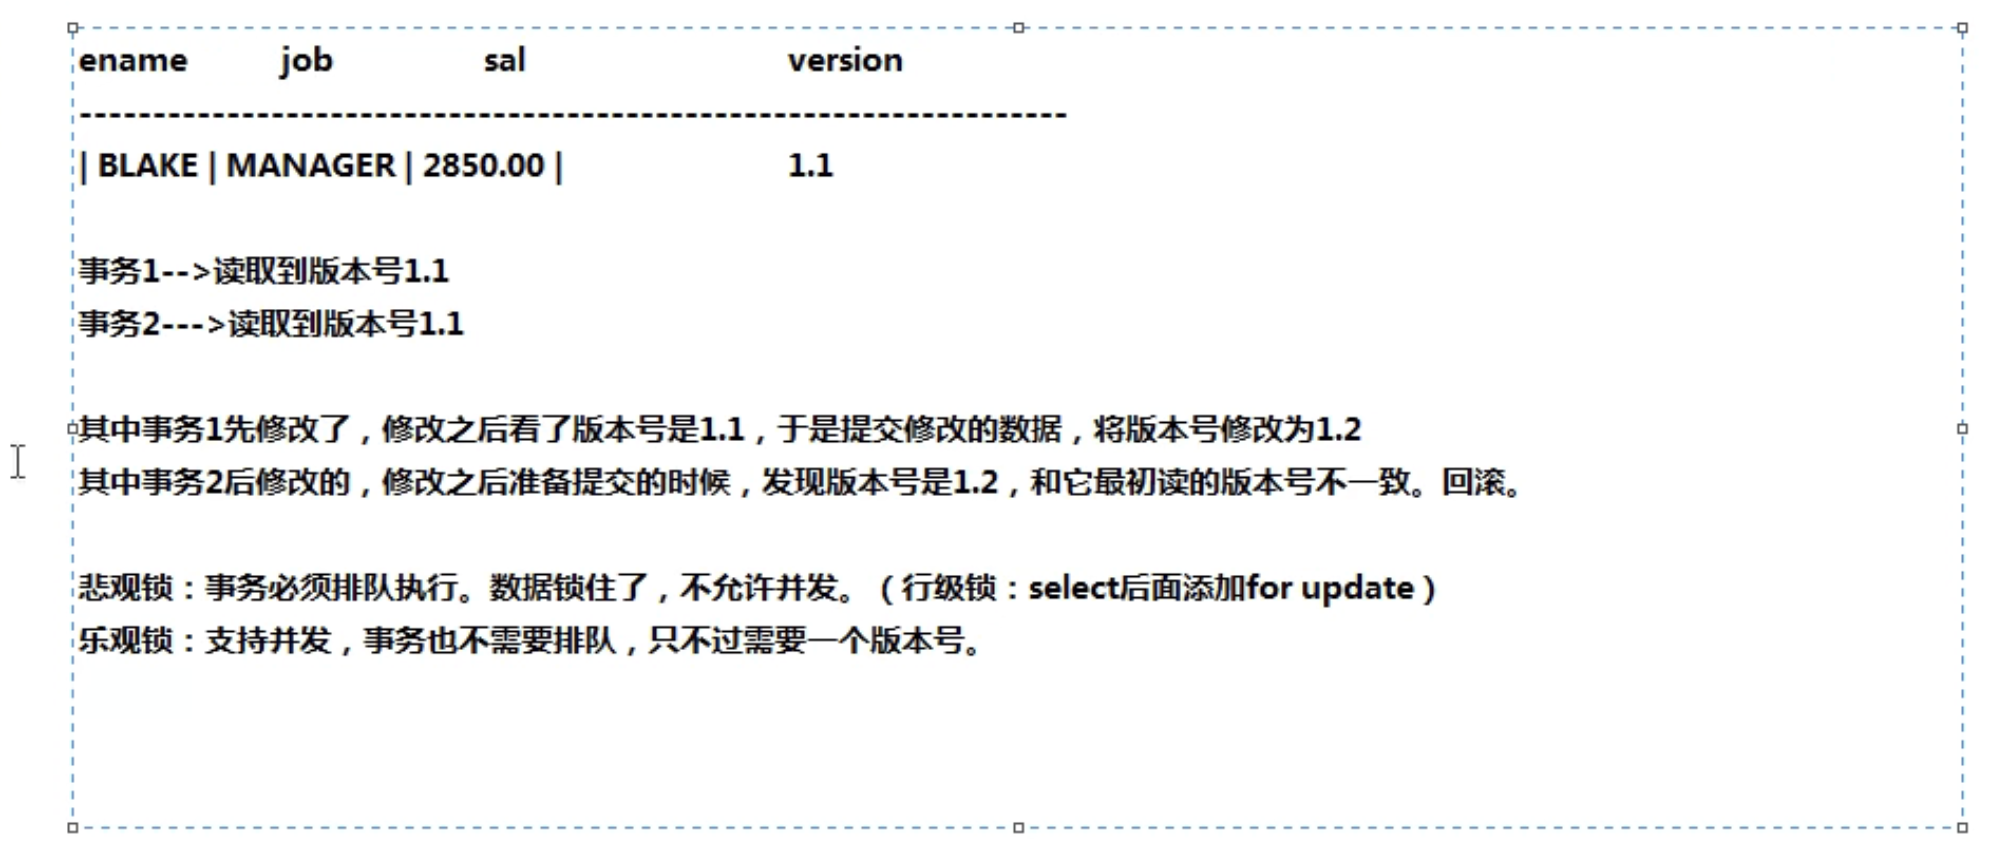 ename job sal version
--------------------------------------------------------------------
| BLAKE | MANAGER | 2850.00 | 1.1
事务1-->读取到版本号1.1
事务2--->读取到版本号1.1
其中事务1先修改了，修改之后看了版本号是1.1，于是提交修改的数据，将版本号修改为1.2
其中事务2后修改的，修改之后准备提交的时候，发现版本号是1.2，和它最初读的版本号不一致。回滚。
悲观锁：事务必须排队执行。数据锁住了，不允许并发。（行级锁：select后面添加for update）
乐观锁：支持并发，事务也不需要排队，只不过需要一个版本号。